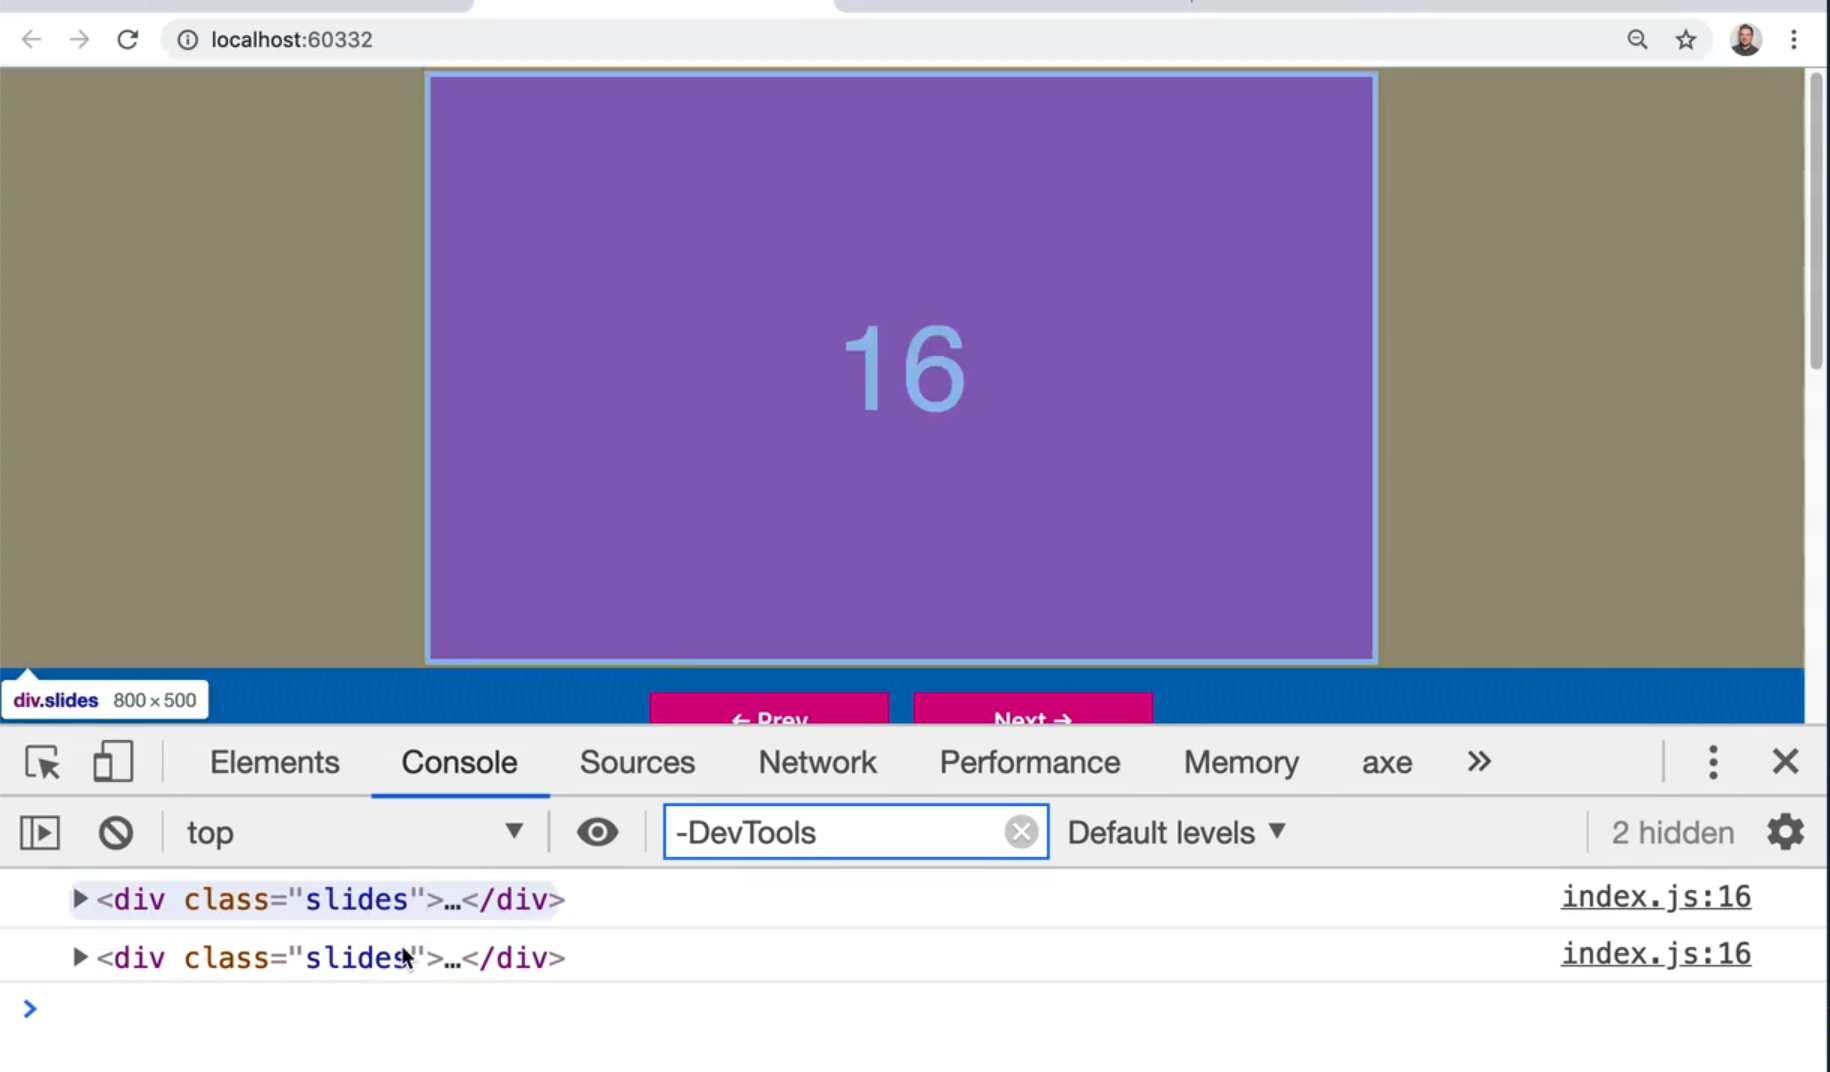 localhost:60332
16
div.slides 800 × 500
← Prev
Next →
Elements Console Sources Network Performance Memory axe »
top ▼ -DevTools Default levels ▼ 2 hidden
▶<div class="slides">…</div> index.js:16
▶<div class="slides">…</div> index.js:16
>